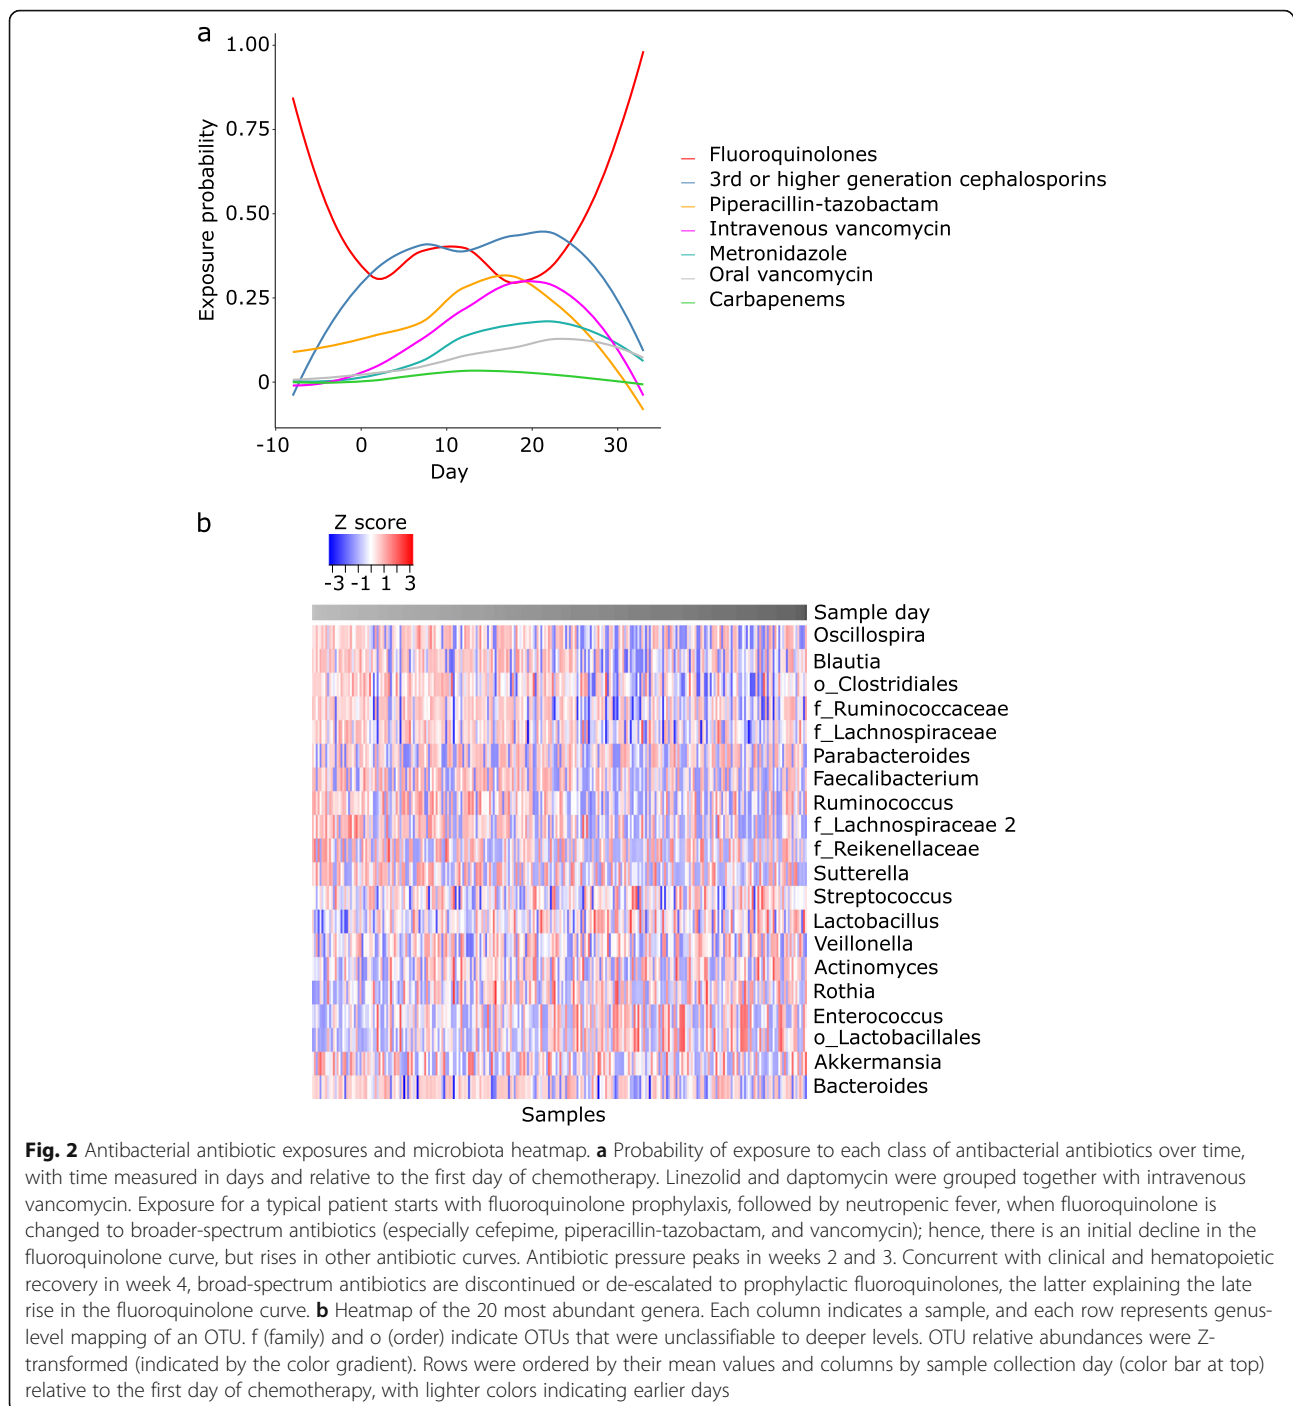 a
1.00
0.75
0.50
0.25
0
Exposure probability
-10 0 10 20 30
Day
Fluoroquinolones
3rd or higher generation cephalosporins
Piperacillin-tazobactam
Intravenous vancomycin
Metronidazole
Oral vancomycin
Carbapenems
b
Z score
-3 -1 1 3
Sample day
Oscillospira
Blautia
o_Clostridiales
f_Ruminococcaceae
f_Lachnospiraceae
Parabacteroides
Faecalibacterium
Ruminococcus
f_Lachnospiraceae 2
f_Reikenellaceae
Sutterella
Streptococcus
Lactobacillus
Veillonella
Actinomyces
Rothia
Enterococcus
o_Lactobacillales
Akkermansia
Bacteroides
Samples
Fig. 2 Antibacterial antibiotic exposures and microbiota heatmap. a Probability of exposure to each class of antibacterial antibiotics over time,
with time measured in days and relative to the first day of chemotherapy. Linezolid and daptomycin were grouped together with intravenous
vancomycin. Exposure for a typical patient starts with fluoroquinolone prophylaxis, followed by neutropenic fever, when fluoroquinolone is
changed to broader-spectrum antibiotics (especially cefepime, piperacillin-tazobactam, and vancomycin); hence, there is an initial decline in the
fluoroquinolone curve, but rises in other antibiotic curves. Antibiotic pressure peaks in weeks 2 and 3. Concurrent with clinical and hematopoietic
recovery in week 4, broad-spectrum antibiotics are discontinued or de-escalated to prophylactic fluoroquinolones, the latter explaining the late
rise in the fluoroquinolone curve. b Heatmap of the 20 most abundant genera. Each column indicates a sample, and each row represents genus-
level mapping of an OTU. f (family) and o (order) indicate OTUs that were unclassifiable to deeper levels. OTU relative abundances were Z-
transformed (indicated by the color gradient). Rows were ordered by their mean values and columns by sample collection day (color bar at top)
relative to the first day of chemotherapy, with lighter colors indicating earlier days